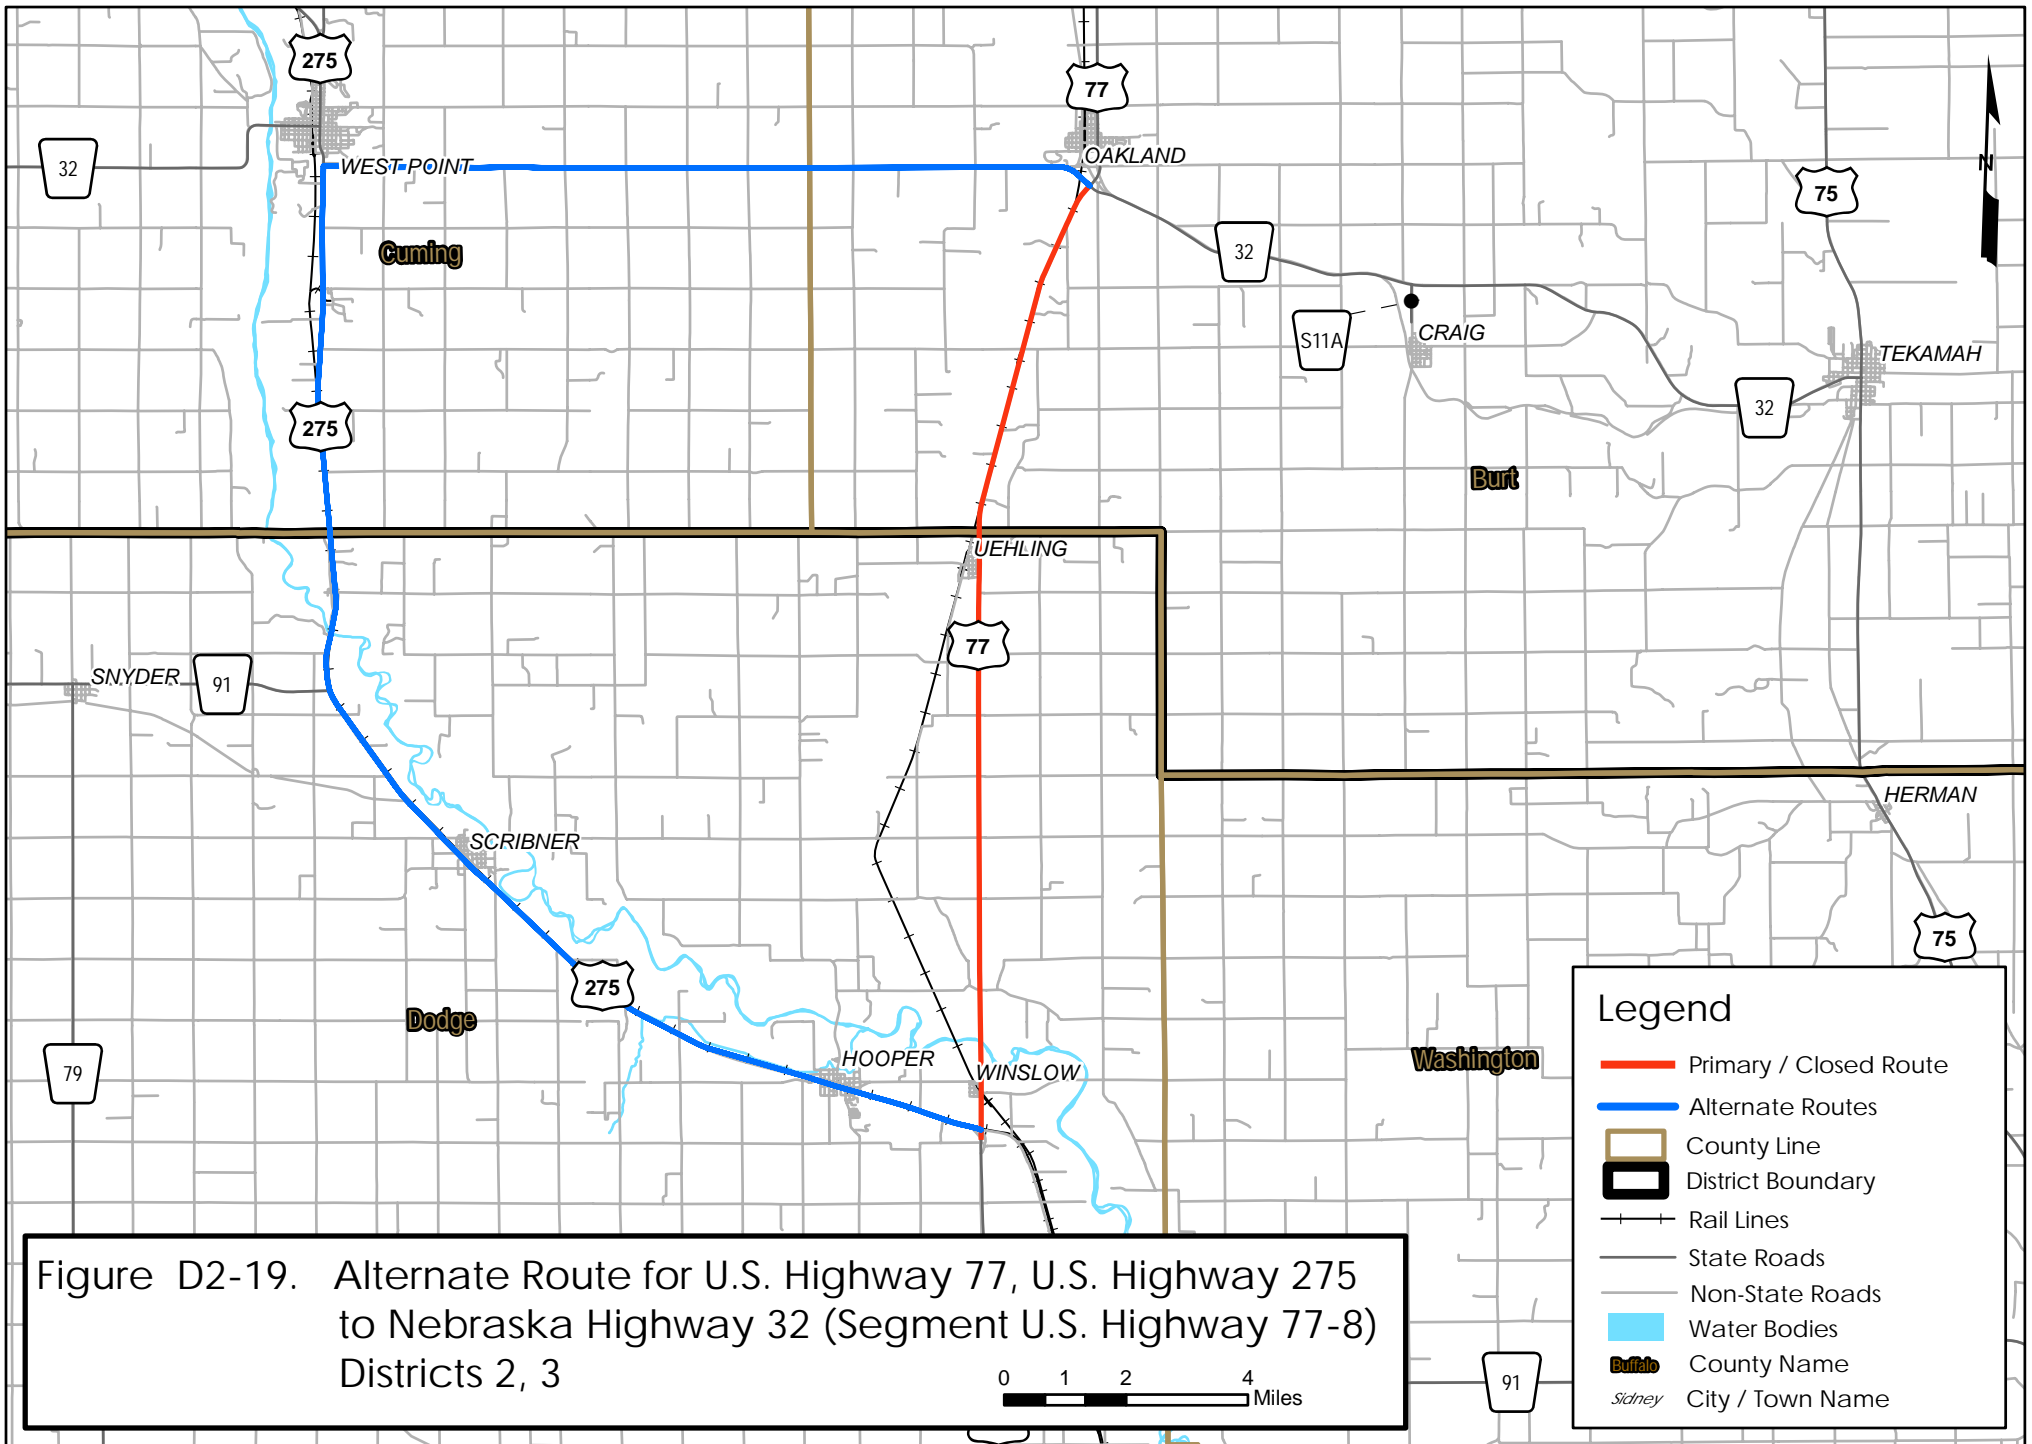 275
77
WEST POINT
OAKLAND
32
75
Cuming
32
S11A
CRAIG
TEKAMAH
32
275
Burt
N
UEHLING
77
SNYDER
91
HERMAN
SCRIBNER
75
275
Dodge
HOOPER
WINSLOW
79
Washington
91
Legend
Primary / Closed Route
Alternate Routes
County Line
District Boundary
Rail Lines
State Roads
Non-State Roads
Water Bodies
Buffalo County Name
Sidney City / Town Name
Figure D2-19. Alternate Route for U.S. Highway 77, U.S. Highway 275
to Nebraska Highway 32 (Segment U.S. Highway 77-8)
Districts 2, 3
0 1 2 4
Miles